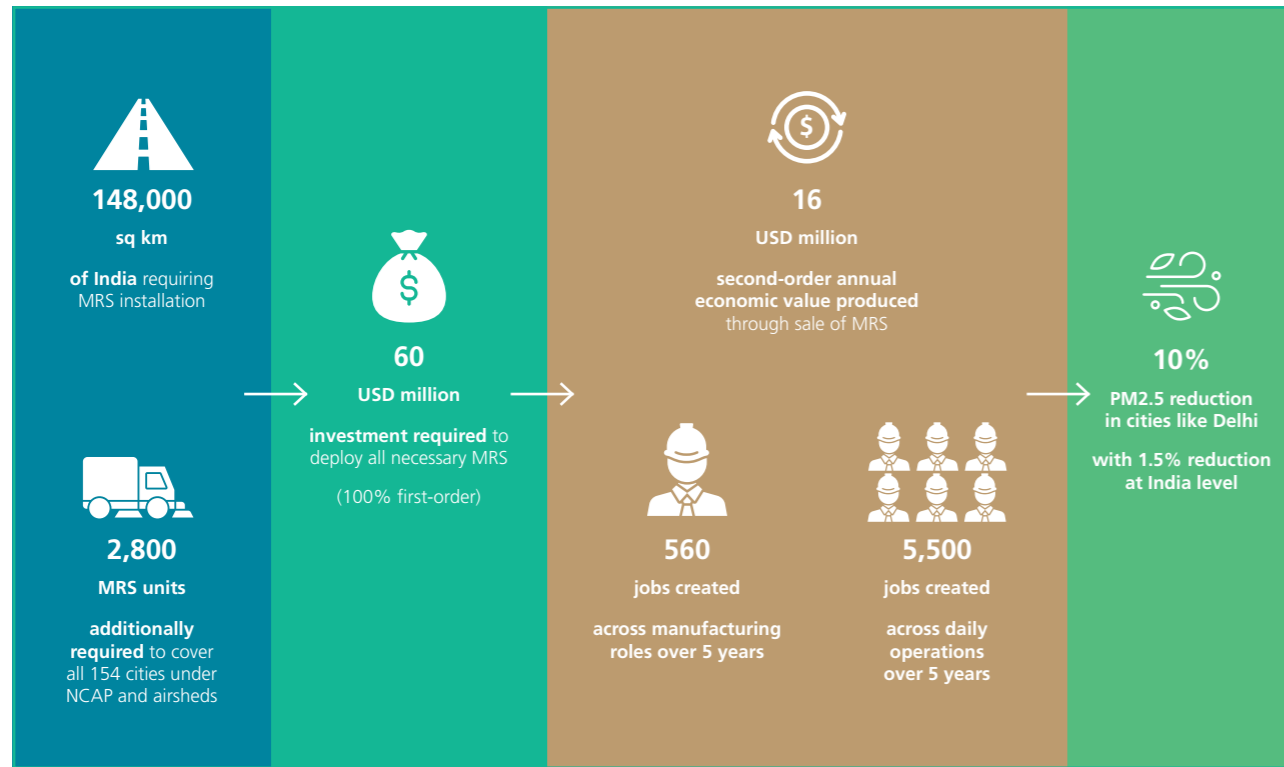 148,000
sq km
of India requiring
MRS installation
2,800
MRS units
additionally
required to cover
all 154 cities under
NCAP and airsheds
$
60
USD million
investment required to
deploy all necessary MRS
(100% first-order)
$
16
USD million
second-order annual
economic value produced
through sale of MRS
560
jobs created
across manufacturing
roles over 5 years
5,500
jobs created
across daily
operations
over 5 years
10%
PM2.5 reduction
in cities like Delhi
with 1.5% reduction
at India level